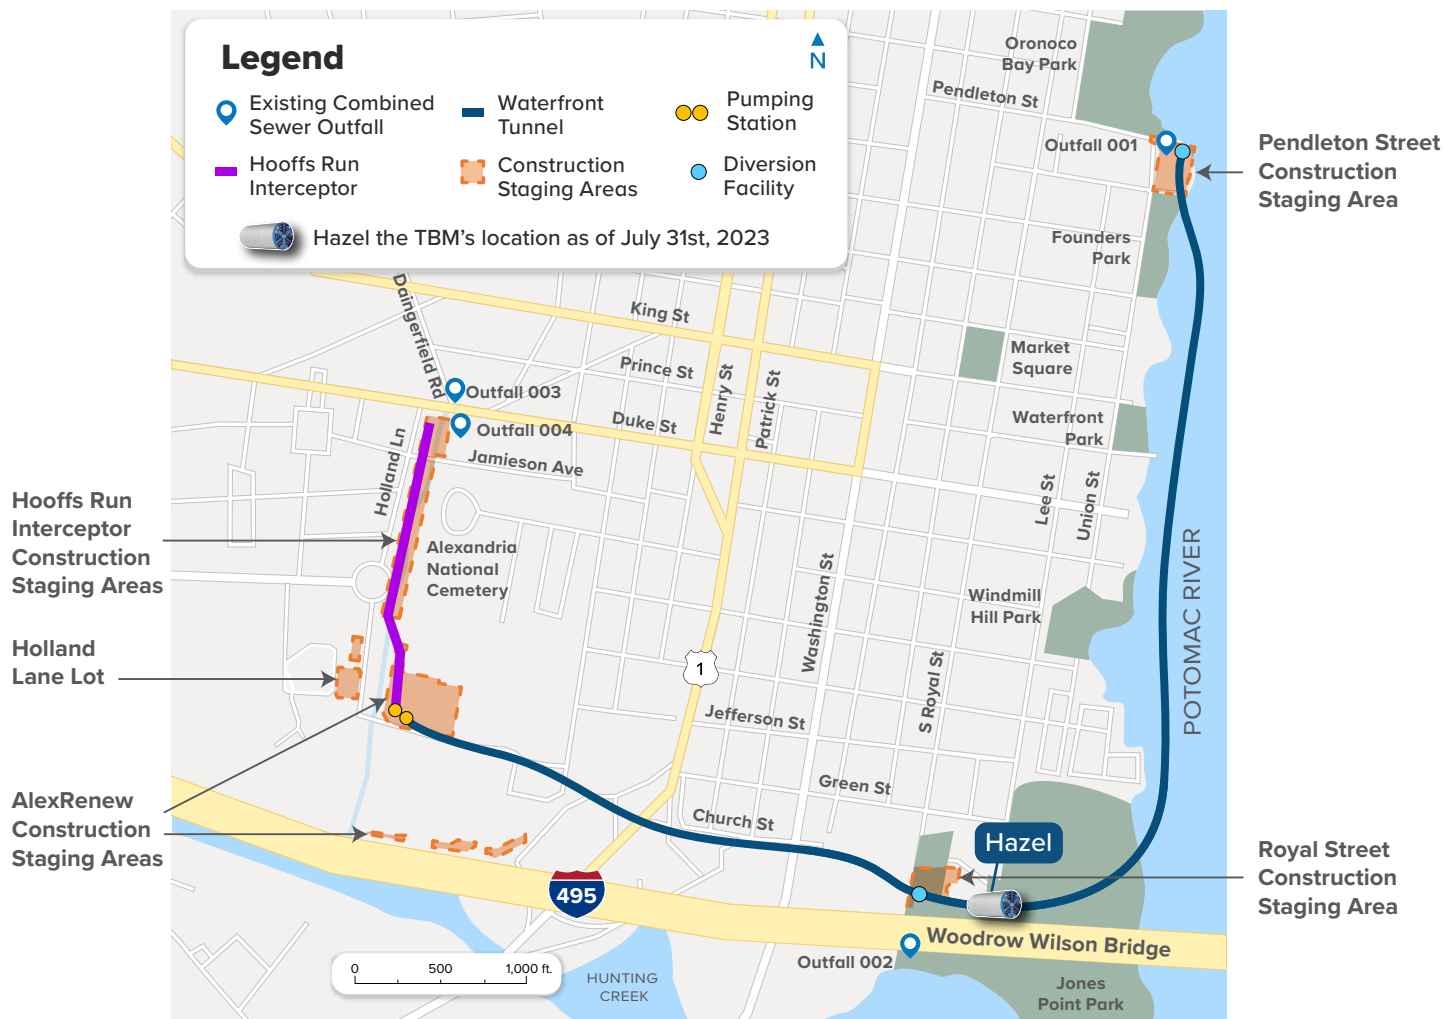 Legend
N
Existing Combined
Sewer Outfall
Waterfront
Tunnel
Pumping
Station
Hooffs Run
Interceptor
Construction
Staging Areas
Diversion
Facility
Hazel the TBM's location as of July 31st, 2023
Oronoco
Bay Park
Pendleton St
Outfall 001
Pendleton Street
Construction
Staging Area
Founders
Park
Daingerfield Rd
King St
Prince St
Henry St
Patrick St
Market
Square
Outfall 003
Outfall 004
Duke St
Waterfront
Park
Holland Ln
Jamieson Ave
Lee St
Union St
Hooffs Run
Interceptor
Construction
Staging Areas
Alexandria
National
Cemetery
Washington St
Windmill
Hill Park
POTOMAC RIVER
Holland
Lane Lot
1
S Royal St
Jefferson St
Green St
Church St
AlexRenew
Construction
Staging Areas
Hazel
Royal Street
Construction
Staging Area
495
Woodrow Wilson Bridge
Outfall 002
0
500
1,000 ft.
HUNTING
CREEK
Jones
Point Park